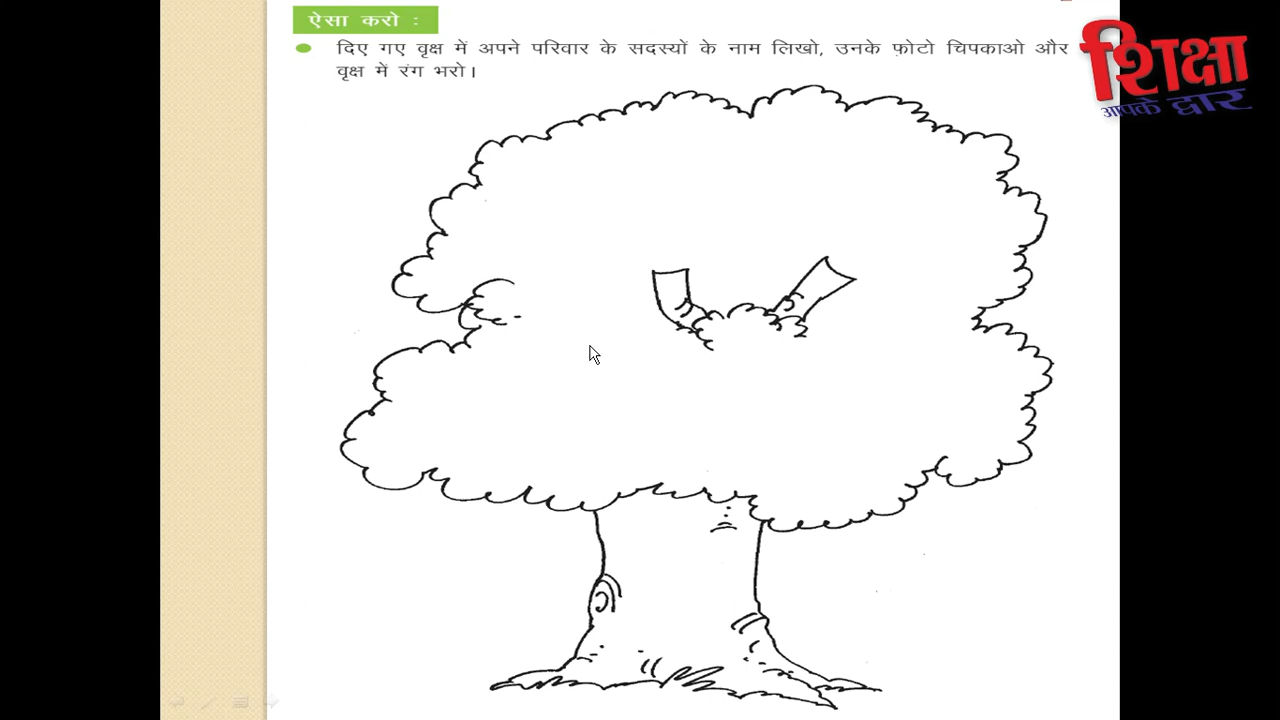 ऐसा करो :
दिए गए वृक्ष में अपने परिवार के सदस्यों के नाम लिखो, उनके फ़ोटो चिपकाओ और
वृक्ष में रंग भरो।
शिक्षा
आपके द्वार